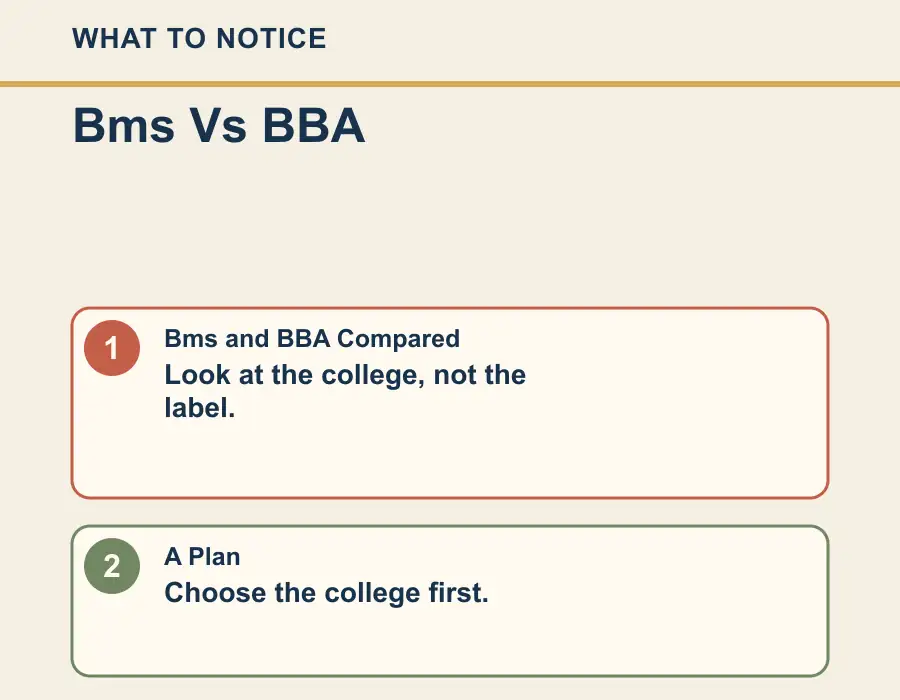 WHAT TO NOTICE
Bms Vs BBA
1
Bms and BBA Compared
Look at the college, not the
label.
2
A Plan
Choose the college first.